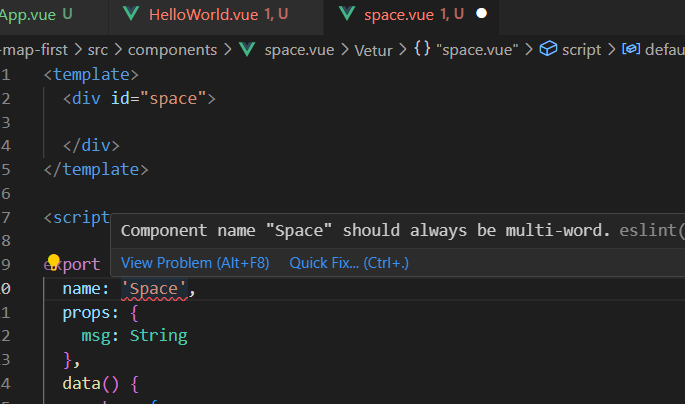 App.vue U HelloWorld.vue 1, U space.vue 1, U
-map-first > src > components > space.vue > Vetur > {} "space.vue" > script > defau
1 <template>
2 <div id="space">
3
4 </div>
5 </template>
6
7 <script
8
9 export
0 name: 'Space',
1 props: {
2 msg: String
3 },
4 data() {
Component name "Space" should always be multi-word. eslint(
View Problem (Alt+F8) Quick Fix... (Ctrl+.)